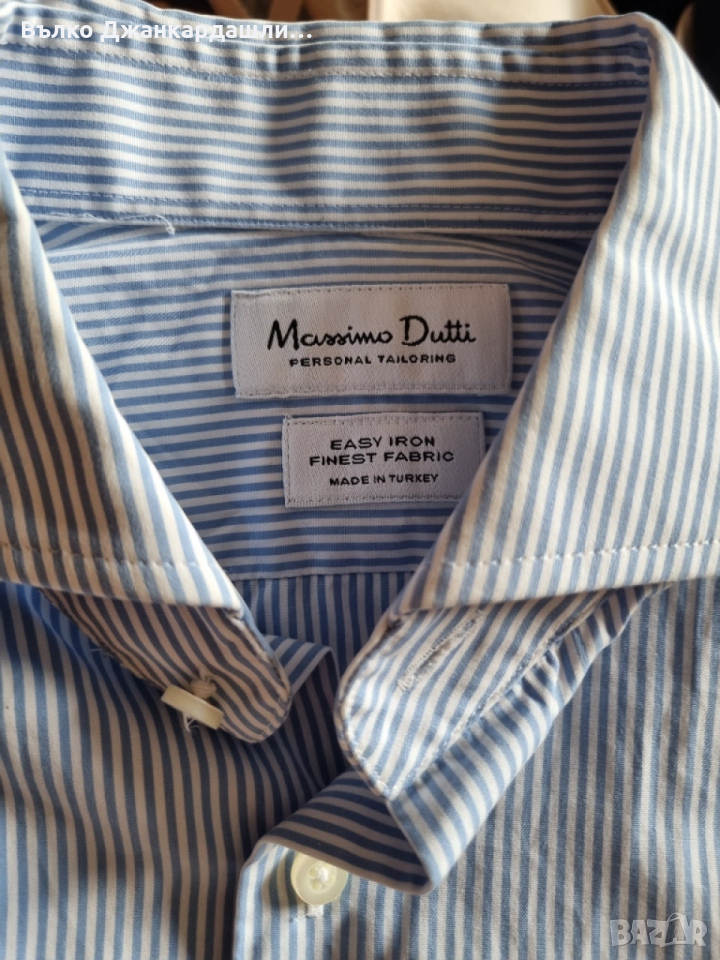 Вълко Джанкардашли...
Massimo Dutti
PERSONAL TAILORING
EASY IRON
FINEST FABRIC
MADE IN TURKEY
BAZAR